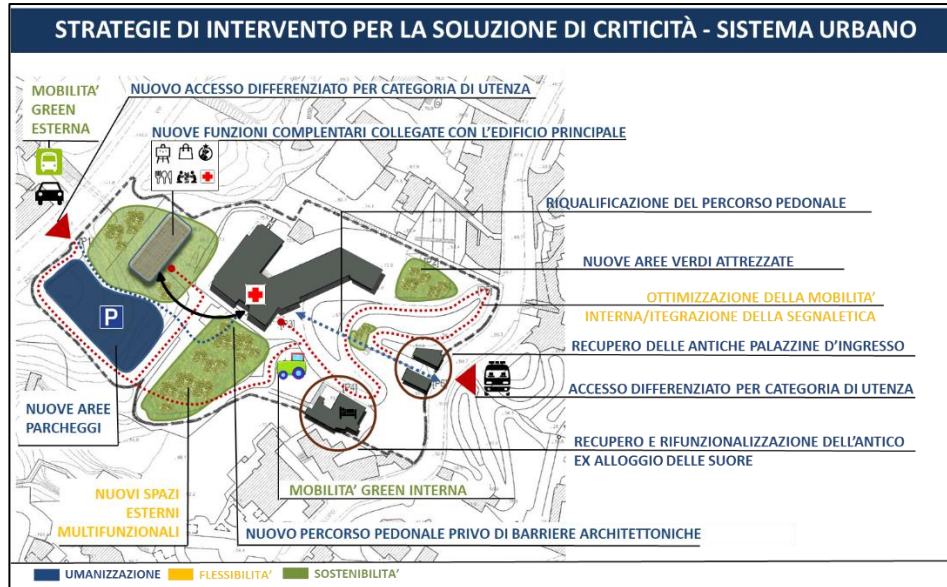 STRATEGIE DI INTERVENTO PER LA SOLUZIONE DI CRITICITÀ - SISTEMA URBANO
MOBILITA'
GREEN
ESTERNA
NUOVO ACCESSO DIFFERENZIATO PER CATEGORIA DI UTENZA
NUOVE FUNZIONI COMPLENTARI COLLEGATE CON L'EDIFICIO PRINCIPALE
RIQUALIFICAZIONE DEL PERCORSO PEDONALE
NUOVE AREE VERDI ATTREZZATE
OTTIMIZZAZIONE DELLA MOBILITA'
INTERNA/ITEGRAZIONE DELLA SEGNALETICA
P
RECUPERO DELLE ANTICHE PALAZZINE D'INGRESSO
ACCESSO DIFFERENZIATO PER CATEGORIA DI UTENZA
NUOVE AREE
PARCHEGGI
RECUPERO E RIFUNZIONALIZZAZIONE DELL'ANTICO
EX ALLOGGIO DELLE SUORE
NUOVI SPAZI
ESTERNI
MULTIFUNZIONALI
MOBILITA' GREEN INTERNA
NUOVO PERCORSO PEDONALE PRIVO DI BARRIERE ARCHITETTONICHE
UMANIZZAZIONE
FLESSIBILITA'
SOSTENIBILITA'